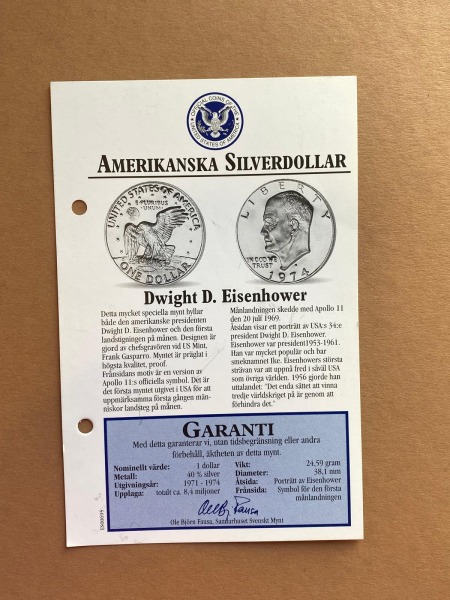 OFFICIAL COINS OF THE
UNITED STATES OF AMERICA
AMERIKANSKA SILVERDOLLAR
UNITED STATES OF AMERICA
E·PLURIBUS
UNUM
ONE DOLLAR
LIBERTY
IN GOD WE
TRUST
1974
Dwight D. Eisenhower
Detta mycket speciella mynt hyllar
både den amerikanske presidenten
Dwight D. Eisenhower och den första
landstigningen på månen. Designen är
gjord av chefsgravören vid US Mint,
Frank Gasparro. Myntet är präglat i
högsta kvalitet, proof.
Frånsidans motiv är en version av
Apollo 11:s officiella symbol. Det är
det första myntet utgivet i USA för att
uppmärksamma första gången män-
niskor landsteg på månen.
Månlandningen skedde med Apollo 11
den 20 juli 1969.
Åtsidan visar ett porträtt av USA:s 34:e
president Dwight D. Eisenhower.
Eisenhower var president 1953-1961.
Han var mycket populär och bar
smeknamnet Ike. Eisenhowers största
strävan var att uppnå fred i såväl USA
som övriga världen. 1956 gjorde han
uttalandet: "Det enda sättet att vinna
tredje världskriget på är genom att
förhindra det."
GARANTI
Med detta garanterar vi, utan tidsbegränsning eller andra
förbehåll, äktheten av detta mynt.
Nominellt värde: 1 dollar
Metall: 40 % silver
Utgivningsår: 1971 - 1974
Upplaga: totalt ca. 8,4 miljoner
Vikt: 24,59 gram
Diameter: 38,1 mm
Åtsida: Porträtt av Eisenhower
Frånsida: Symbol för den första
månlandningen
Ole Björn Fausa, Samlarhuset Svenskt Mynt